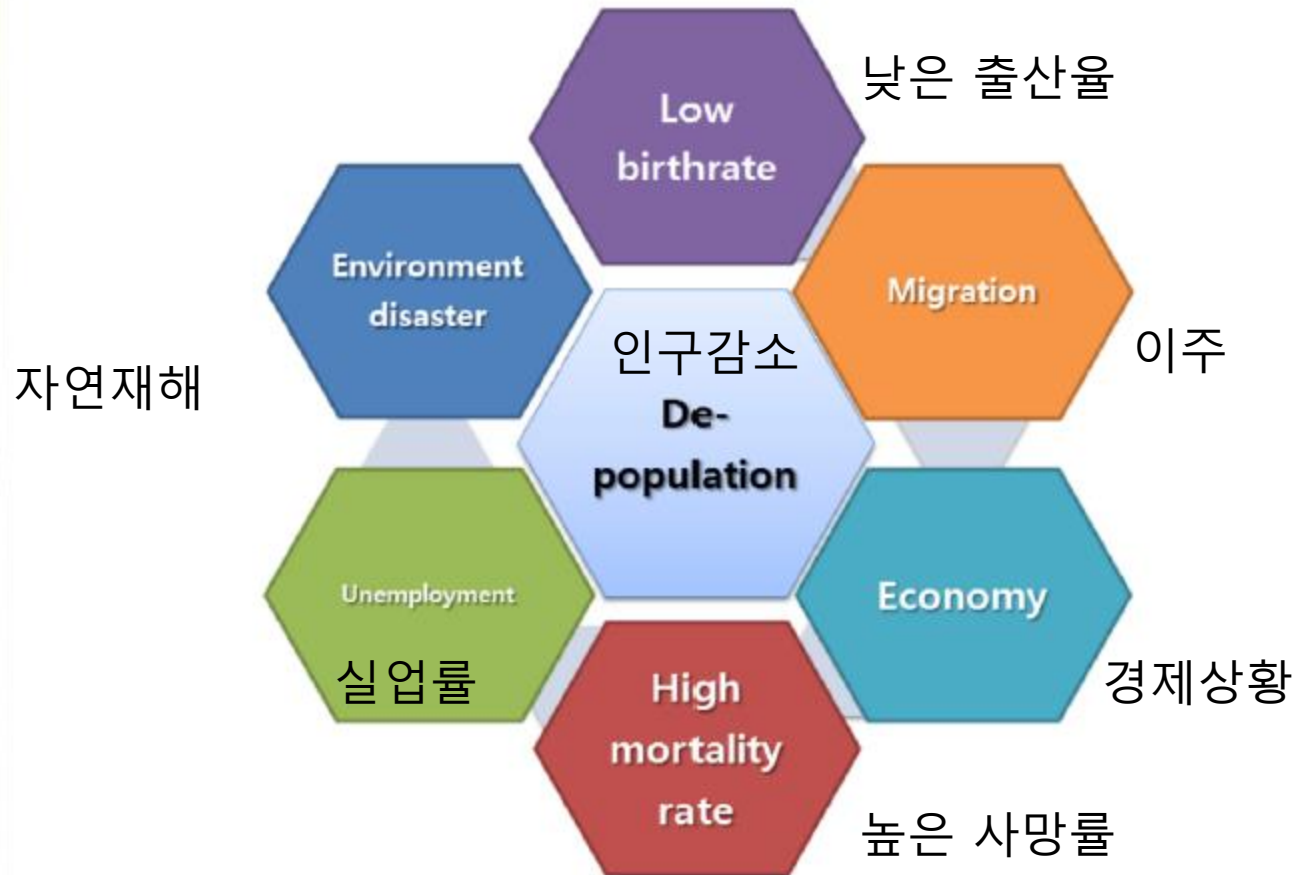 Low
birthrate
낮은 출산율
Environment
disaster
자연재해
Migration
이주
인구감소
De-
population
Unemployment
실업률
Economy
경제상황
High
mortality
rate
높은 사망률